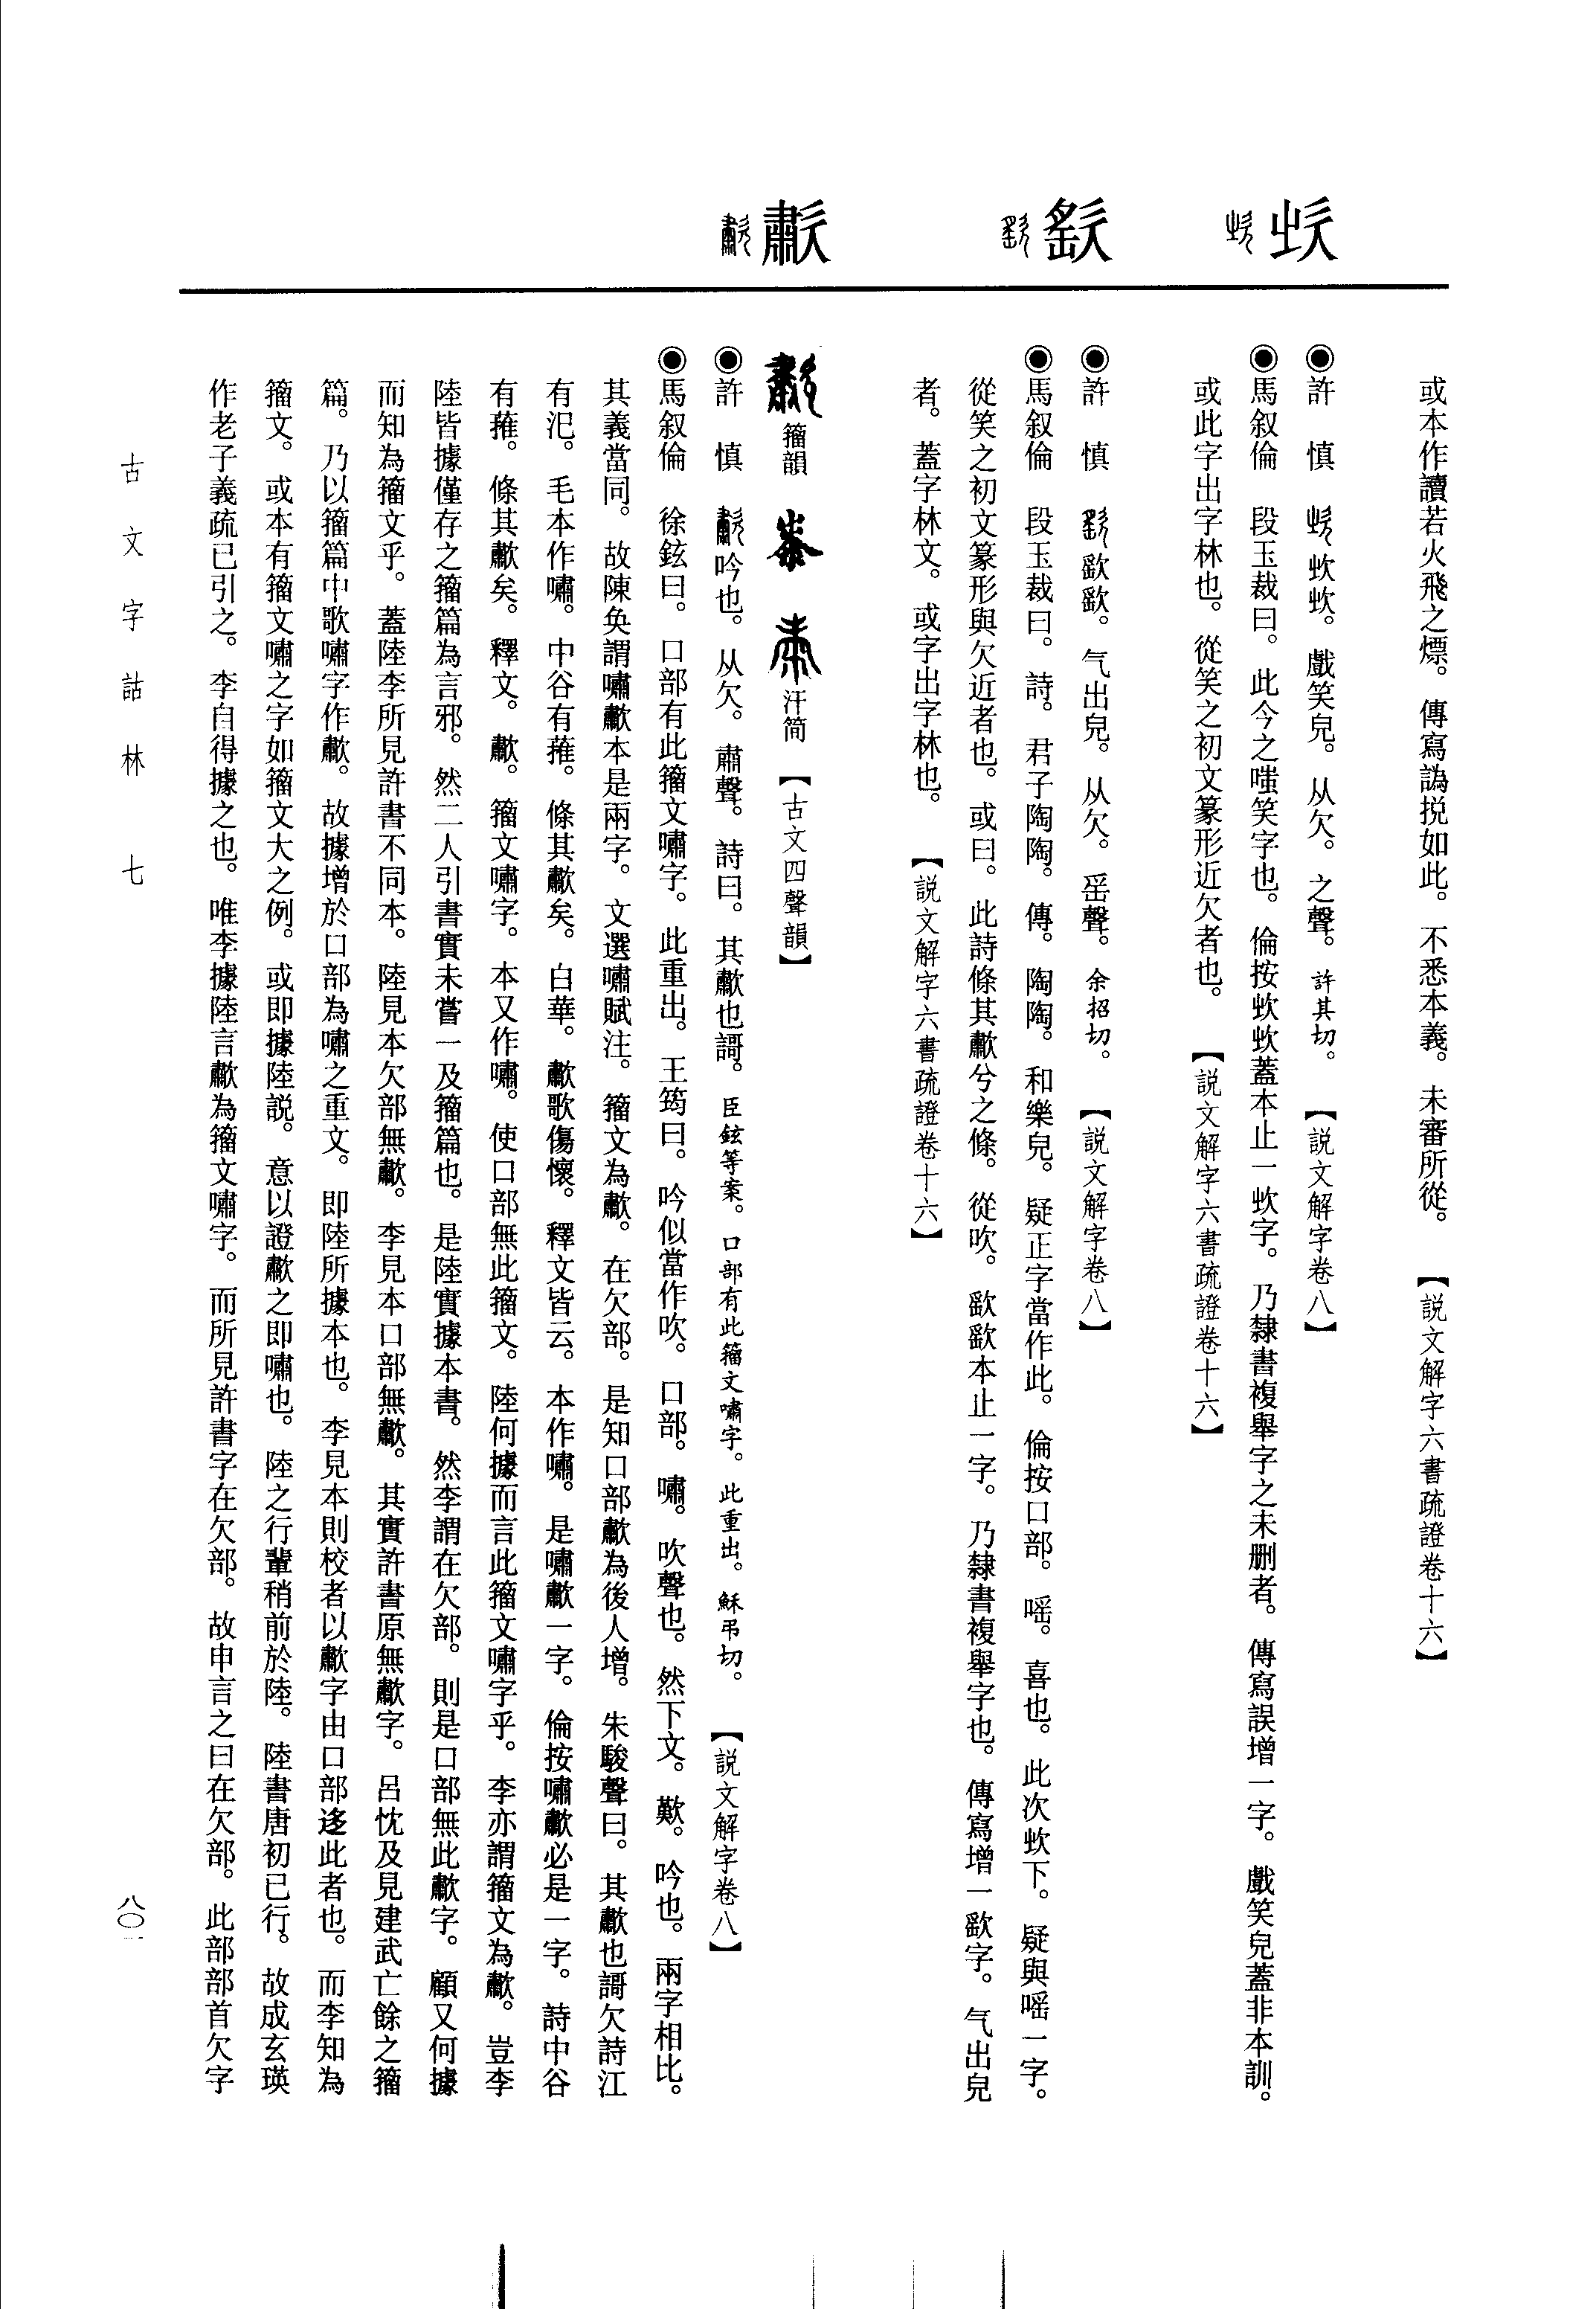 㰞
欰
歗
或本作讀若火飛之熛。傳寫譌挩如此。不悉本義。未審所從。　【説文解字六書疏證卷十六】
◉許　慎　㰞㰞。戲笑皃。从欠。之聲。許其切。　【説文解字卷八】
◉馬叙倫　段玉裁曰。此今之嗤笑字也。倫按㰞㰞蓋本止一㰞字。乃隸書複舉字之未删者。傳寫誤增一字。戲笑皃蓋非本訓。
或此字出字林也。從笑之初文篆形近欠者也。　【説文解字六書疏證卷十六】
◉許　慎　䍃欠䍃欠。气出皃。从欠。䍃聲。余招切。　【説文解字卷八】
◉馬叙倫　段玉裁曰。詩。君子陶陶。傳。陶陶。和樂皃。疑正字當作此。倫按口部。嗂。喜也。此次㰞下。疑與嗂一字。
從笑之初文篆形與欠近者也。或曰。此詩條其歗兮之條。從吹。㰠㰠本止一字。乃隸書複舉字也。傳寫增一㰠字。气出皃
者。蓋字林文。或字出字林也。　【説文解字六書疏證卷十六】
籀韻　汗简　【古文四聲韻】
◉許　慎　歗吟也。从欠。肅聲。詩曰。其歗也謌。臣鉉等案。口部有此籀文嘯字。此重出。穌弔切。　【説文解字卷八】
◉馬叙倫　徐鉉曰。口部有此籀文嘯字。此重出。王筠曰。吟似當作吹。口部。嘯。吹聲也。然下文。歎。吟也。兩字相比。
其義當同。故陳奂謂嘯歗本是兩字。文選嘯賦注。籀文為歗。在欠部。是知口部歗為後人增。朱駿聲曰。其歗也謌欠詩江
有汜。毛本作嘯。中谷有蓷。條其歗矣。白華。歗歌傷懷。釋文皆云。本作嘯。是嘯歗一字。倫按嘯歗必是一字。詩中谷
有蓷。條其歗矣。釋文。歗。籀文嘯字。本又作嘯。使口部無此籀文。陸何據而言此籀文嘯字乎。李亦謂籀文為歗。豈李
陸皆據僅存之籀篇為言邪。然二人引書實未嘗一及籀篇也。是陸實據本書。然李謂在欠部。則是口部無此歗字。顧又何據
而知為籀文乎。蓋陸李所見許書不同本。陸見本欠部無歗。李見本口部無歗。其實許書原無歗字。呂忱及見建武亡餘之籀
篇。乃以籀篇中歌嘯字作歗。故據增於口部為嘯之重文。即陸所據本也。李見本則校者以歗字由口部迻此者也。而李知為
籀文。或本有籀文嘯之字如籀文大之例。或即據陸説。意以證歗之即嘯也。陸之行輩稍前於陸。陸書唐初已行。故成玄瑛
作老子義疏已引之。李自得據之也。唯李據陸言歗為籀文嘯字。而所見許書字在欠部。故申言之曰在欠部。此部部首欠字
古文字詁林　七
八〇一